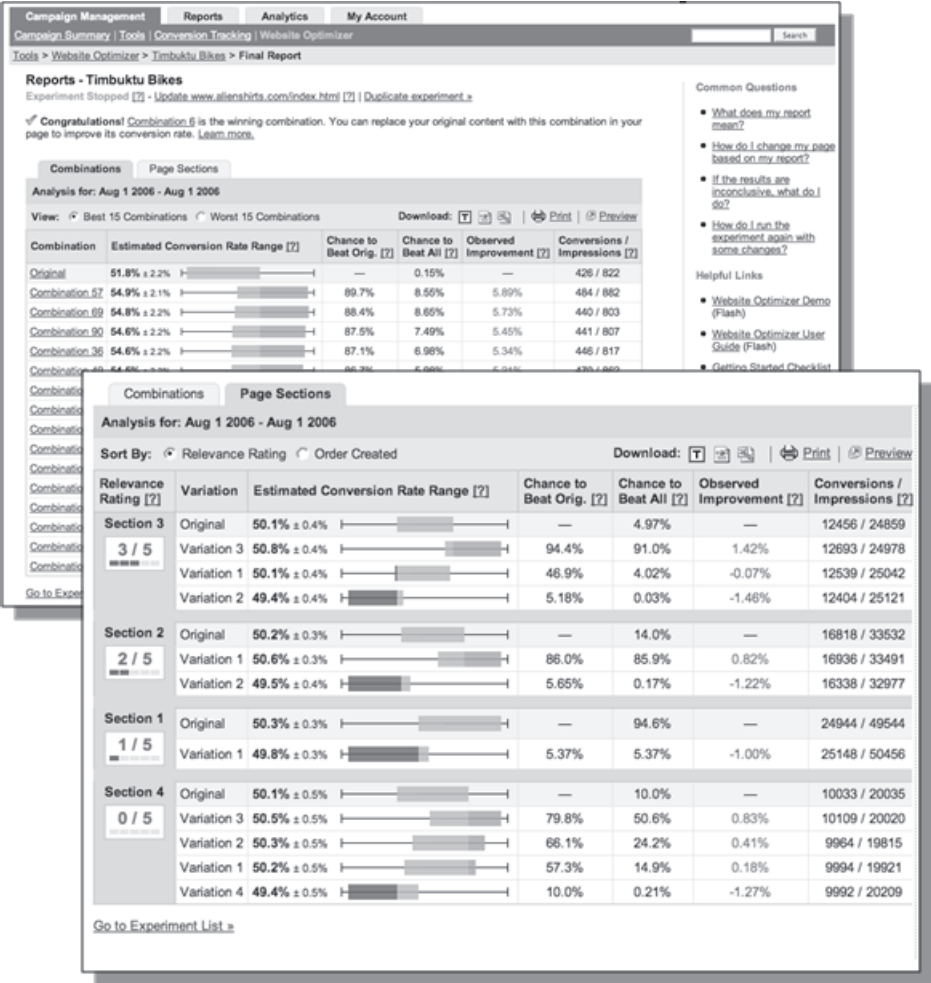 Campaign Management Reports Analytics My Account
Campaign Summary | Tools | Conversion Tracking | Website Optimizer Search
Tools > Website Optimizer > Timbuktu Bikes > Final Report
Reports - Timbuktu Bikes
Experiment Stopped [?] - Update www.alienshirts.com/index.html [?] | Duplicate experiment »
Congratulations! Combination 6 is the winning combination. You can replace your original content with this combination in your
page to improve its conversion rate. Learn more.
Combinations Page Sections
Analysis for: Aug 1 2006 - Aug 1 2006
View: Best 15 Combinations Worst 15 Combinations Download: T | Print | Preview
Combination Estimated Conversion Rate Range [?] Chance to Beat Orig. [?] Chance to Beat All [?] Observed Improvement [?] Conversions / Impressions [?]
Original 51.8% ± 2.2% — 0.15% — 426 / 822
Combination 57 54.9% ± 2.1% 89.7% 8.55% 5.89% 484 / 882
Combination 69 54.8% ± 2.2% 88.4% 8.65% 5.73% 440 / 803
Combination 90 54.6% ± 2.2% 87.5% 7.49% 5.45% 441 / 807
Combination 36 54.6% ± 2.2% 87.1% 6.98% 5.34% 446 / 817
Go to Exper
Common Questions
What does my report
mean?
How do I change my page
based on my report?
If the results are
inconclusive, what do I
do?
How do I run the
experiment again with
some changes?
Helpful Links
Website Optimizer Demo
(Flash)
Website Optimizer User
Guide (Flash)
Getting Started Checklist
Combinations Page Sections
Analysis for: Aug 1 2006 - Aug 1 2006
Sort By: Relevance Rating Order Created Download: T | Print | Preview
Relevance Rating [?] Variation Estimated Conversion Rate Range [?] Chance to Beat Orig. [?] Chance to Beat All [?] Observed Improvement [?] Conversions / Impressions [?]
Section 3 Original 50.1% ± 0.4% — 4.97% — 12456 / 24859
3 / 5 Variation 3 50.8% ± 0.4% 94.4% 91.0% 1.42% 12693 / 24978
Variation 1 50.1% ± 0.4% 46.9% 4.02% -0.07% 12539 / 25042
Variation 2 49.4% ± 0.4% 5.18% 0.03% -1.46% 12404 / 25121
Section 2 Original 50.2% ± 0.3% — 14.0% — 16818 / 33532
2 / 5 Variation 1 50.6% ± 0.3% 86.0% 85.9% 0.82% 16936 / 33491
Variation 2 49.5% ± 0.4% 5.65% 0.17% -1.22% 16338 / 32977
Section 1 Original 50.3% ± 0.3% — 94.6% — 24944 / 49544
1 / 5 Variation 1 49.8% ± 0.3% 5.37% 5.37% -1.00% 25148 / 50456
Section 4 Original 50.1% ± 0.5% — 10.0% — 10033 / 20035
0 / 5 Variation 3 50.5% ± 0.5% 79.8% 50.6% 0.83% 10109 / 20020
Variation 2 50.3% ± 0.5% 66.1% 24.2% 0.41% 9964 / 19815
Variation 1 50.2% ± 0.5% 57.3% 14.9% 0.18% 9994 / 19921
Variation 4 49.4% ± 0.5% 10.0% 0.21% -1.27% 9992 / 20209
Go to Experiment List »